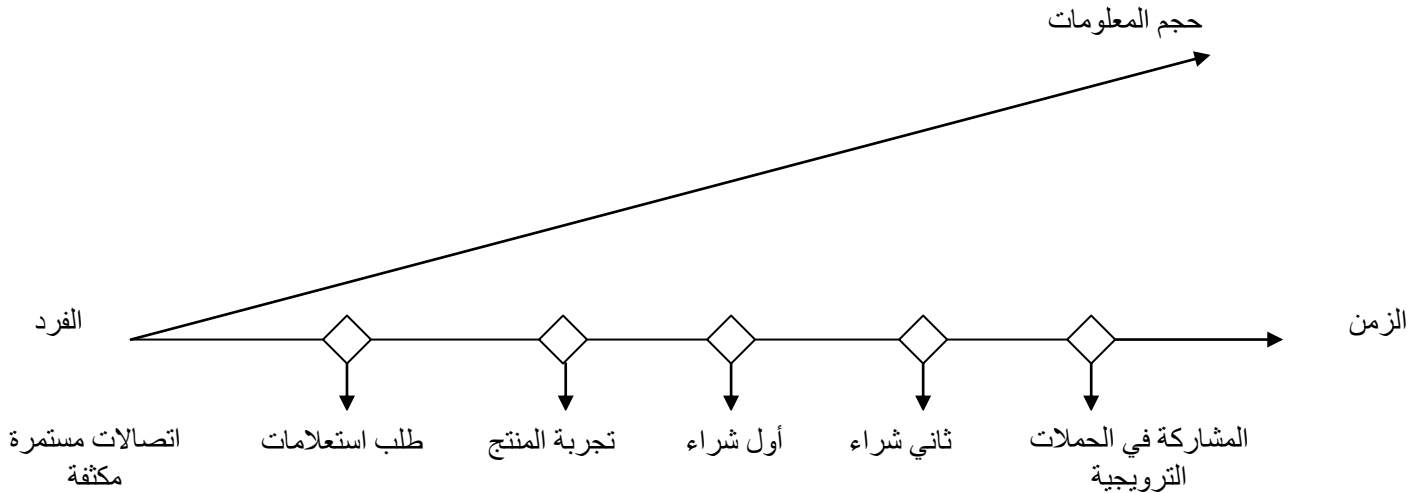 حجم المعلومات
الزمن
الفرد
المشاركة في الحملات
الترويجية
ثاني شراء
أول شراء
تجربة المنتج
طلب استعلامات
اتصالات مستمرة
مكثفة